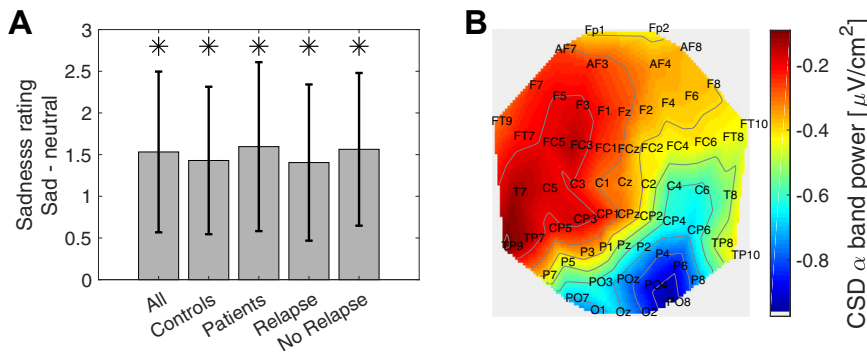 A
Sadnesss rating
Sad - neutral
3
2.5
2
1.5
1
0.5
0
All
Controls
Patients
Relapse
No Relapse
B
Fp1 Fp2
AF7 AF3 AF4 AF8
F7 F5 F3 F1 Fz F2 F4 F6 F8
FT9 FT7 FC5 FC3 FC1 FCz FC2 FC4 FC6 FT8 FT10
T7 C5 C3 C1 Cz C2 C4 C6 T8
TP9 TP7 CP5 CP3 CP1 CPz CP2 CP4 CP6 TP8 TP10
P7 P5 P3 P1 Pz P2 P4 P6 P8
PO7 PO3 POz PO4 PO8
O1 Oz O2
-0.2
-0.4
-0.6
-0.8
CSD α band power [ μV/cm²]